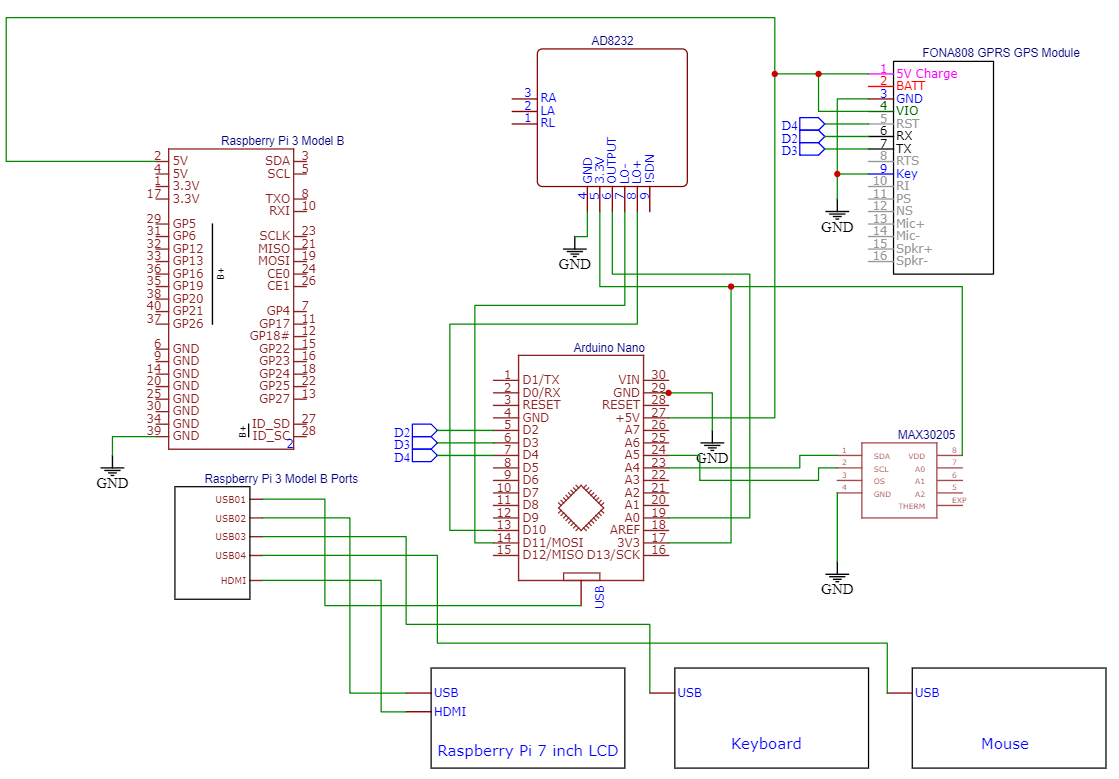 AD8232
3 RA
2 LA
1 RL
GND
3.3V
OUTPUT
LO-
LO+
!SDN
4 5 6 7 8 9
GND
FONA808 GPRS GPS Module
1 5V Charge
2 BATT
3 GND
4 VIO
D4 5 RST
D2 6 RX
D3 7 TX
8 RTS
9 Key
10 RI
11 PS
12 NS
13 Mic+
14 Mic-
15 Spkr+
16 Spkr-
GND
Raspberry Pi 3 Model B
2 5V SDA 3
4 5V SCL 5
1 3.3V
17 3.3V TXO 8
RXI 10
29 GP5
31 GP6 SCLK 23
32 GP12 MISO 21
33 GP13 MOSI 19
36 GP16 CE0 24
35 GP19 CE1 26
38 GP20
40 GP21 GP4 7
37 GP26 GP17 11
GP18# 12
6 GND GP22 15
9 GND GP23 16
14 GND GP24 18
20 GND GP25 22
25 GND GP27 13
30 GND
34 GND ID_SD 27
39 GND ID_SC 28
B+
B+
2
GND
Arduino Nano
1 D1/TX VIN 30
2 D0/RX GND 29
3 RESET RESET 28
4 GND +5V 27
D2 5 D2 A7 26
D3 6 D3 A6 25
D4 7 D4 A5 24
8 D5 A4 23
9 D6 A3 22
10 D7 A2 21
11 D8 A1 20
12 D9 A0 19
13 D10 AREF 18
14 D11/MOSI 3V3 17
15 D12/MISO D13/SCK 16
USB
GND
MAX30205
1 SDA VDD 8
2 SCL A0 7
3 OS A1 6
4 GND A2 5
THERM EXP
GND
Raspberry Pi 3 Model B Ports
USB01
USB02
USB03
USB04
HDMI
USB
HDMI
Raspberry Pi 7 inch LCD
USB
Keyboard
USB
Mouse